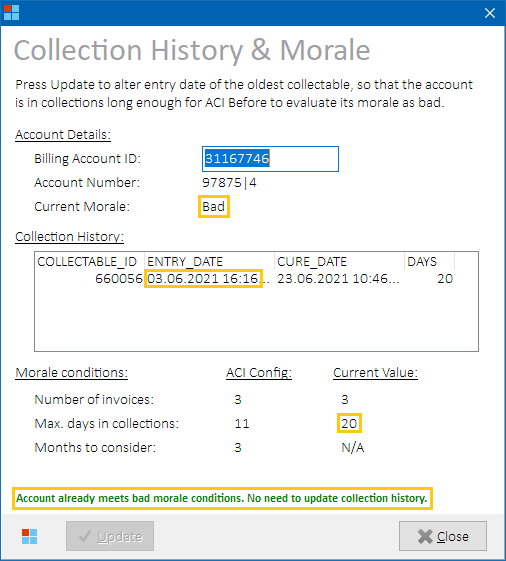 Collection History & Morale
Press Update to alter entry date of the oldest collectable, so that the account
is in collections long enough for ACI Before to evaluate its morale as bad.
Account Details:
Billing Account ID: 31167746
Account Number: 97875|4
Current Morale: Bad
Collection History:
COLLECTABLE_ID ENTRY_DATE CURE_DATE DAYS
660056 03.06.2021 16:16... 23.06.2021 10:46... 20
Morale conditions: ACI Config: Current Value:
Number of invoices: 3 3
Max. days in collections: 11 20
Months to consider: 3 N/A
Account already meets bad morale conditions. No need to update collection history.
Update Close